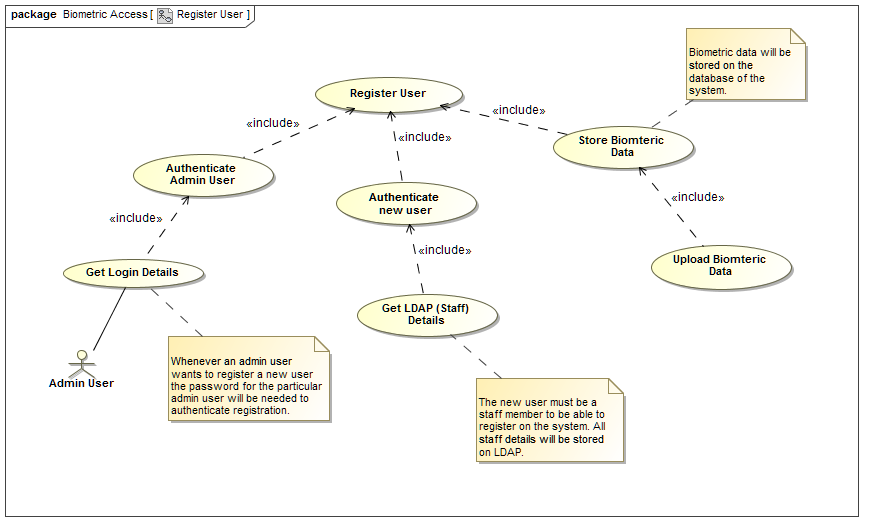 package Biometric Access [ Register User ]
Biometric data will be
stored on the
database of the
system.
Register User
«include»
«include»
«include»
Store Biomteric
Data
Authenticate
Admin User
Authenticate
new user
«include»
«include»
«include»
Get Login Details
Upload Biomteric
Data
Get LDAP (Staff)
Details
Admin User
Whenever an admin user
wants to register a new user
the password for the particular
admin user will be needed to
authenticate registration.
The new user must be a
staff member to be able to
register on the system. All
staff details will be stored
on LDAP.